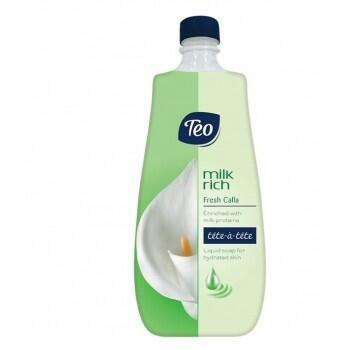 Teo
milk
rich
Fresh Calla
Enriched with
milk proteins
tête-à-tête
Liquid soap for
hydrated skin